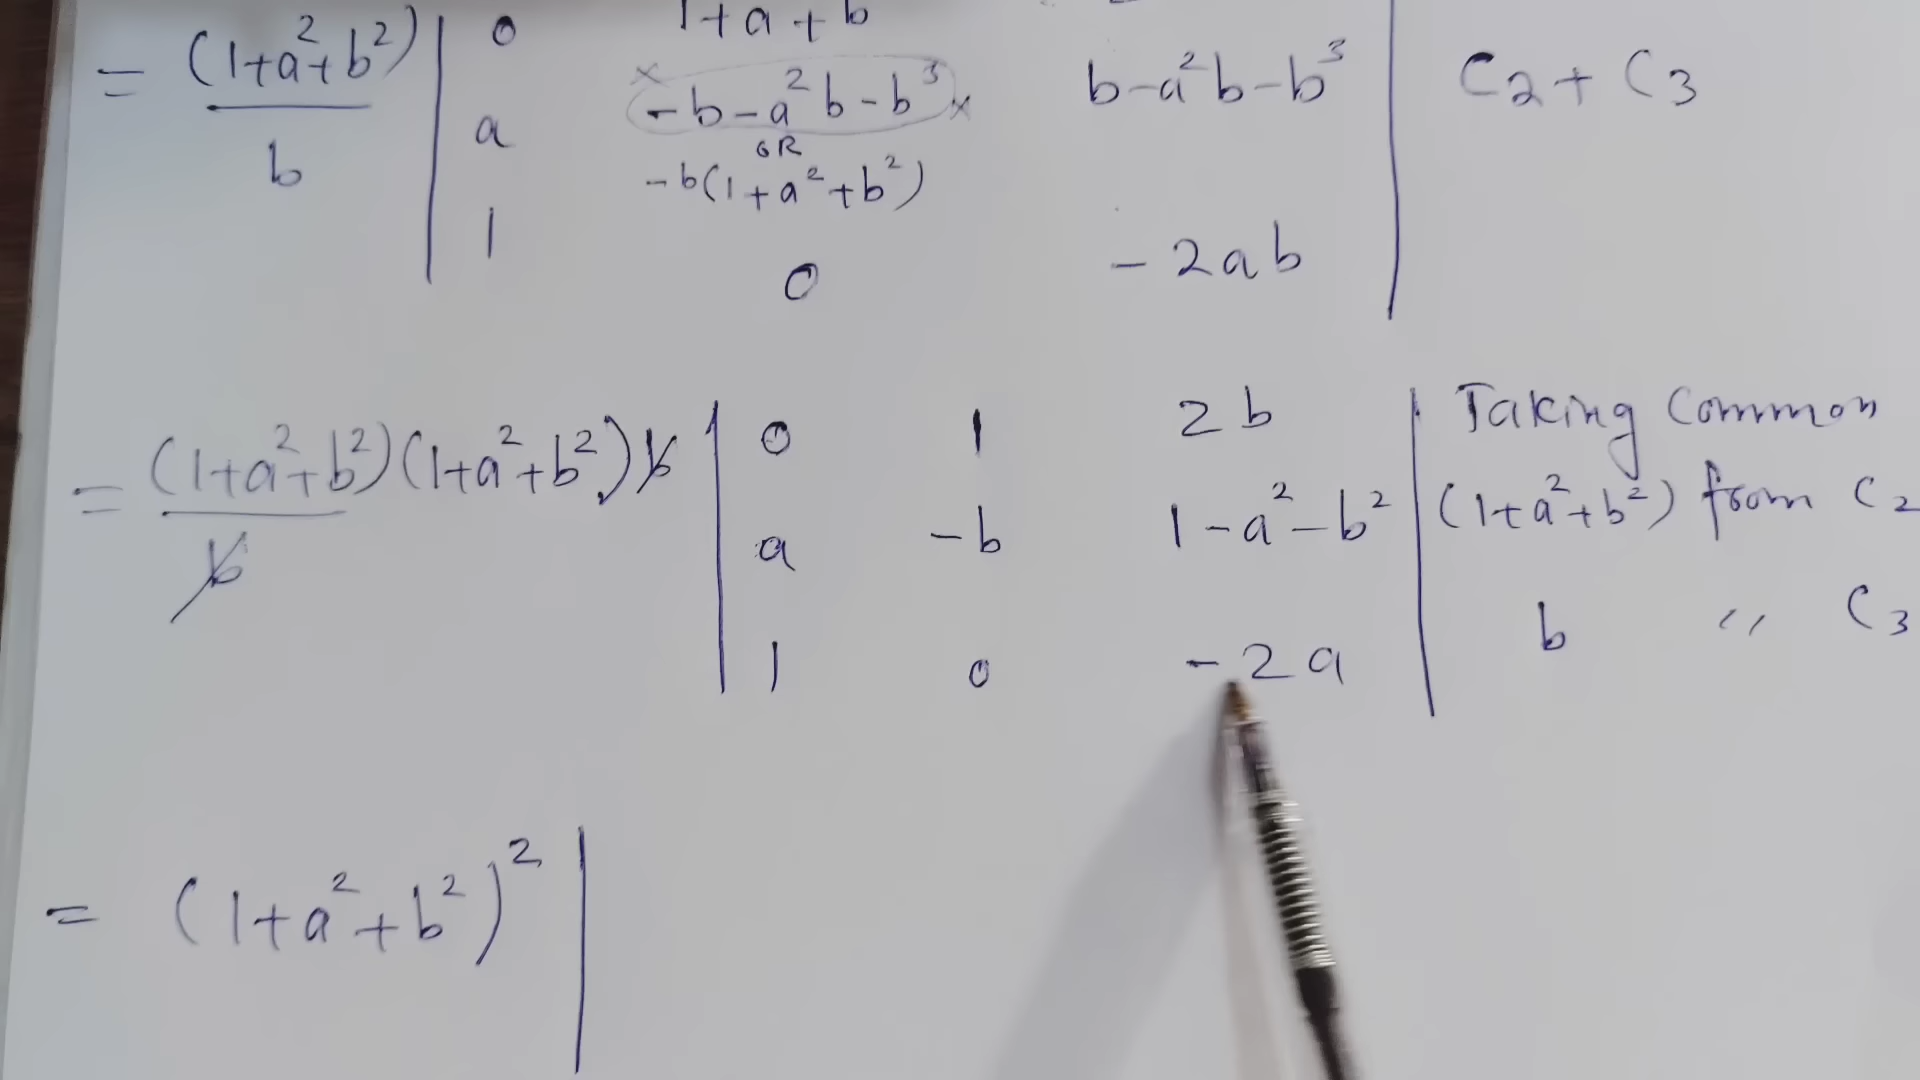 = (1+a²+b²)/b | 0 1+a+b
a -b-a²b-b³ b-a²b-b³ | C₂+C₃
OR
-b(1+a²+b²)
1 0 -2ab
= (1+a²+b²)(1+a²+b²)b/b | 0 1 2b | Taking Common
a -b 1-a²-b² | (1+a²+b²) from C₂
1 0 -2a | b 〃 C₃
= (1+a²+b²)² |